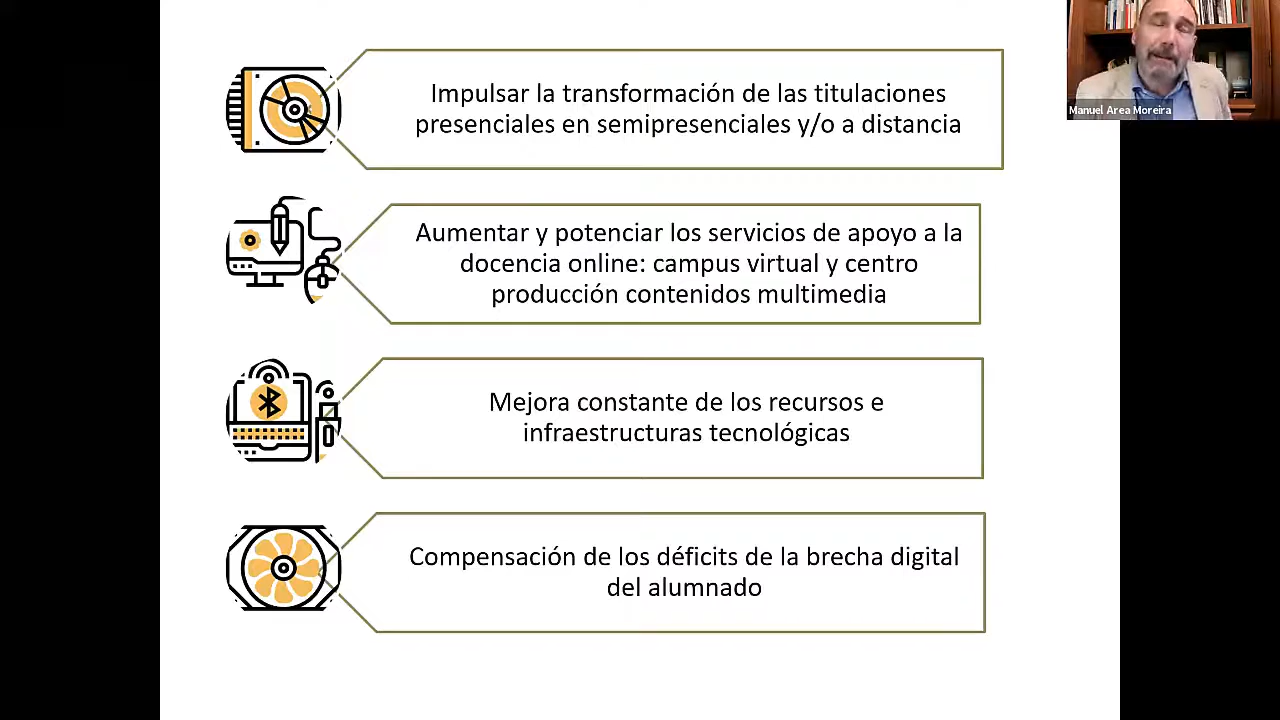 Impulsar la transformación de las titulaciones
presenciales en semipresenciales y/o a distancia
Manuel Area Moreira
Aumentar y potenciar los servicios de apoyo a la
docencia online: campus virtual y centro
producción contenidos multimedia
Mejora constante de los recursos e
infraestructuras tecnológicas
Compensación de los déficits de la brecha digital
del alumnado